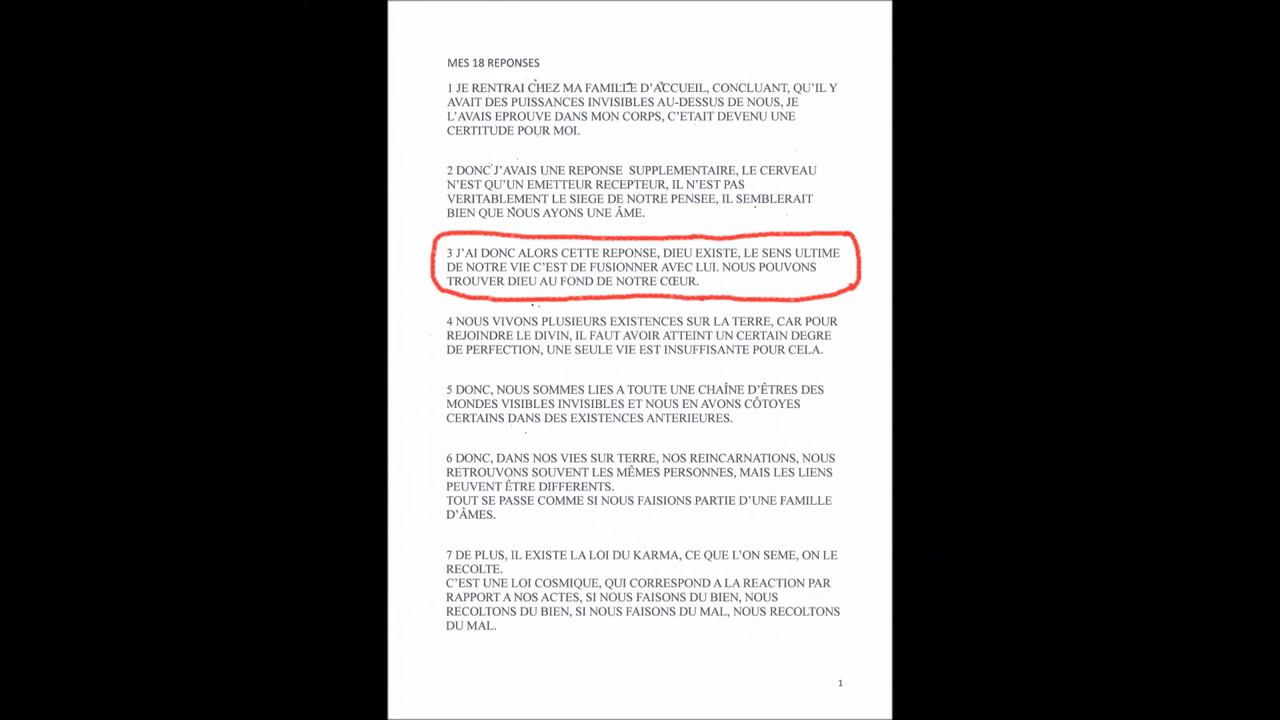 MES 18 REPONSES
1 JE RENTRAI CHEZ MA FAMILLE D'ACCUEIL, CONCLUANT, QU'IL Y
AVAIT DES PUISSANCES INVISIBLES AU-DESSUS DE NOUS, JE
L'AVAIS EPROUVE DANS MON CORPS, C'ETAIT DEVENU UNE
CERTITUDE POUR MOI.
2 DONC J'AVAIS UNE REPONSE SUPPLEMENTAIRE, LE CERVEAU
N'EST QU'UN EMETTEUR RECEPTEUR, IL N'EST PAS
VERITABLEMENT LE SIEGE DE NOTRE PENSEE, IL SEMBLERAIT
BIEN QUE NOUS AYONS UNE ÂME.
3 J'AI DONC ALORS CETTE REPONSE, DIEU EXISTE, LE SENS ULTIME
DE NOTRE VIE C'EST DE FUSIONNER AVEC LUI. NOUS POUVONS
TROUVER DIEU AU FOND DE NOTRE CŒUR.
4 NOUS VIVONS PLUSIEURS EXISTENCES SUR LA TERRE, CAR POUR
REJOINDRE LE DIVIN, IL FAUT AVOIR ATTEINT UN CERTAIN DEGRE
DE PERFECTION, UNE SEULE VIE EST INSUFFISANTE POUR CELA.
5 DONC, NOUS SOMMES LIES A TOUTE UNE CHAÎNE D'ÊTRES DES
MONDES VISIBLES INVISIBLES ET NOUS EN AVONS CÔTOYES
CERTAINS DANS DES EXISTENCES ANTERIEURES.
6 DONC, DANS NOS VIES SUR TERRE, NOS REINCARNATIONS, NOUS
RETROUVONS SOUVENT LES MÊMES PERSONNES, MAIS LES LIENS
PEUVENT ÊTRE DIFFERENTS.
TOUT SE PASSE COMME SI NOUS FAISIONS PARTIE D'UNE FAMILLE
D'ÂMES.
7 DE PLUS, IL EXISTE LA LOI DU KARMA, CE QUE L'ON SEME, ON LE
RECOLTE.
C'EST UNE LOI COSMIQUE, QUI CORRESPOND A LA REACTION PAR
RAPPORT A NOS ACTES, SI NOUS FAISONS DU BIEN, NOUS
RECOLTONS DU BIEN, SI NOUS FAISONS DU MAL, NOUS RECOLTONS
DU MAL.
1